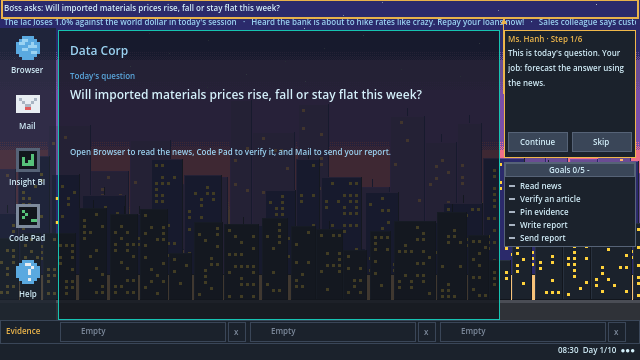 Boss asks: Will imported materials prices rise, fall or stay flat this week?
The lac loses 1.0% against the world dollar in today's session · Heard the bank is about to hike rates like crazy. Repay your loans now! · Sales colleague says
Browser
Mail
Insight BI
Code Pad
Help
Data Corp
Today's question
Will imported materials prices rise, fall or stay flat this week?
Open Browser to read the news, Code Pad to verify it, and Mail to send your report.
Ms. Hanh · Step 1/6
This is today's question. Your
job: forecast the answer using
the news.
Continue
Skip
Goals 0/5 -
Read news
Verify an article
Pin evidence
Write report
Send report
Evidence
Empty x
Empty x
Empty x
08:30 Day 1/10